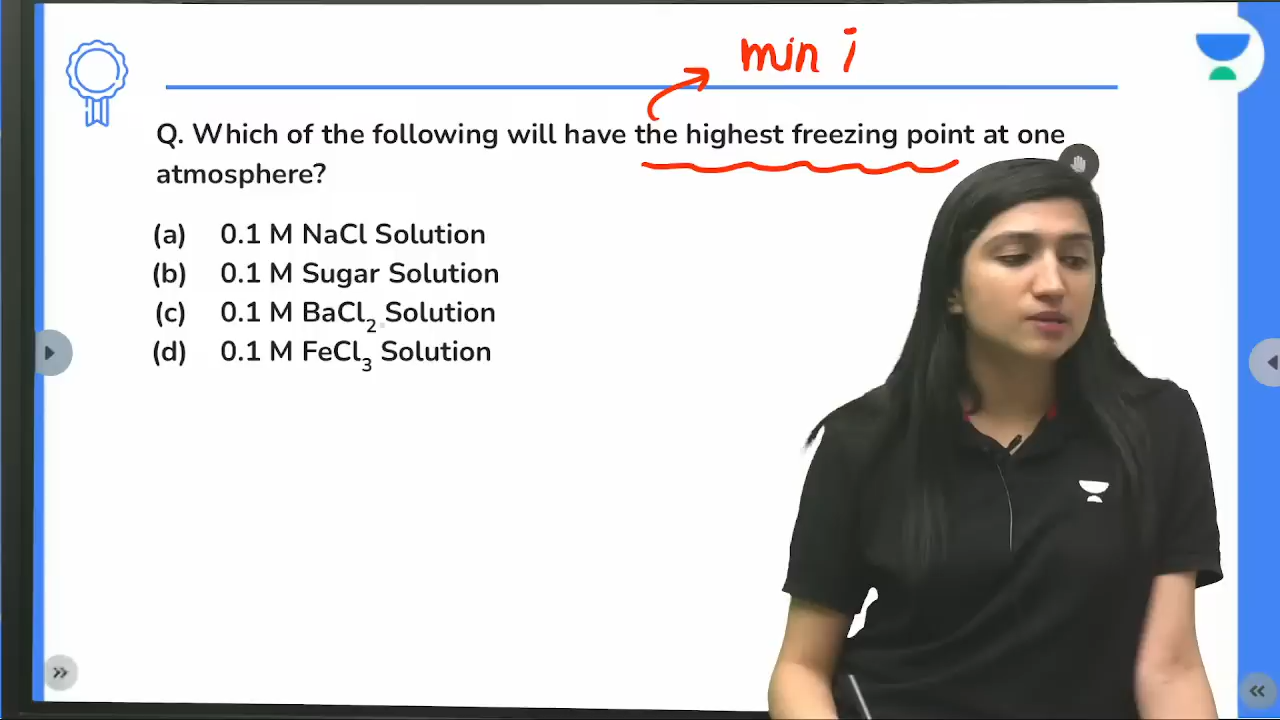 min i
Q. Which of the following will have the highest freezing point at one
atmosphere?
(a) 0.1 M NaCl Solution
(b) 0.1 M Sugar Solution
(c) 0.1 M BaCl₂ Solution
(d) 0.1 M FeCl₃ Solution